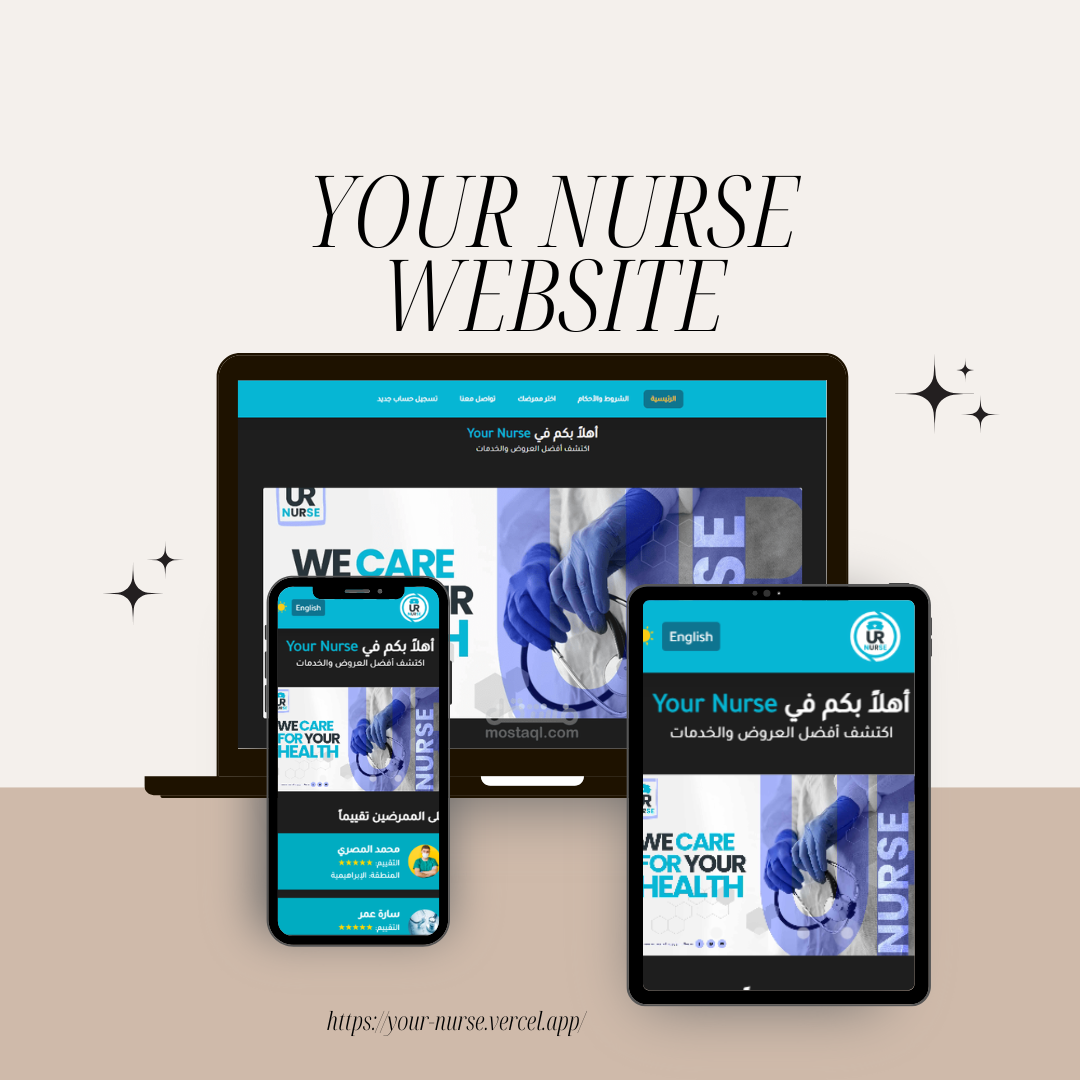 YOUR NURSE
WEBSITE
الرئيسية الشروط والأحكام اختر ممرضك تواصل معنا تسجيل حساب جديد
أهلاً بكم في Your Nurse
اكتشف أفضل العروض والخدمات
UR
NURSE
WE CARE
mostaql.com
English
UR
NURSE
أهلاً بكم في Your Nurse
اكتشف أفضل العروض والخدمات
WE CARE
FOR YOUR
HEALTH
NURSE
لى الممرضين تقييماً
محمد المصري
التقييم: ★★★★★
المنطقة: الإبراهيمية
سارة عمر
التقييم: ★★★★★
English
UR
NURSE
أهلاً بكم في Your Nurse
اكتشف أفضل العروض والخدمات
WE CARE
FOR YOUR
HEALTH
NURSE
https://your-nurse.vercel.app/